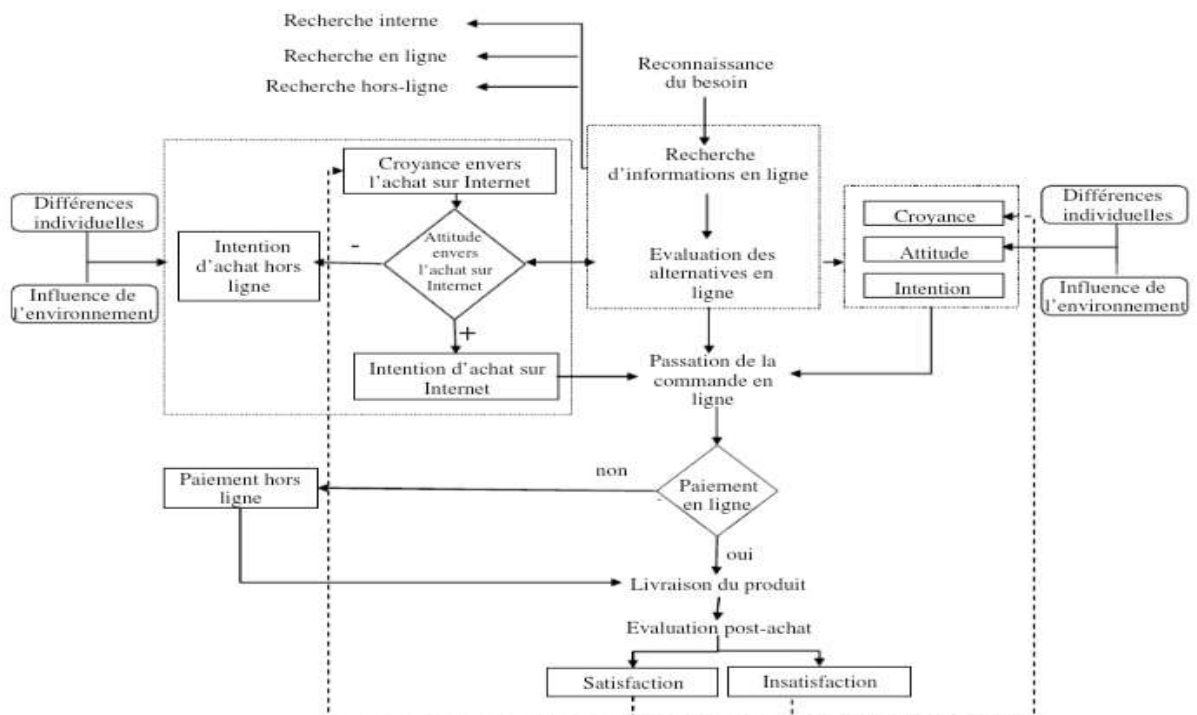 Recherche interne
Recherche en ligne
Recherche hors-ligne
Reconnaissance
du besoin
Croyance envers
l'achat sur Internet
Recherche
d'informations en ligne
Différences
individuelles
Influence de
l'environnement
Intention
d'achat hors
ligne
-
Attitude
envers
l'achat sur
Internet
+
Intention d'achat sur
Internet
Evaluation des
alternatives en
ligne
Croyance
Attitude
Intention
Différences
individuelles
Influence de
l'environnement
Passation de la
commande en
ligne
Paiement hors
ligne
non
Paiement
en ligne
oui
Livraison du produit
Evaluation post-achat
Satisfaction
Insatisfaction